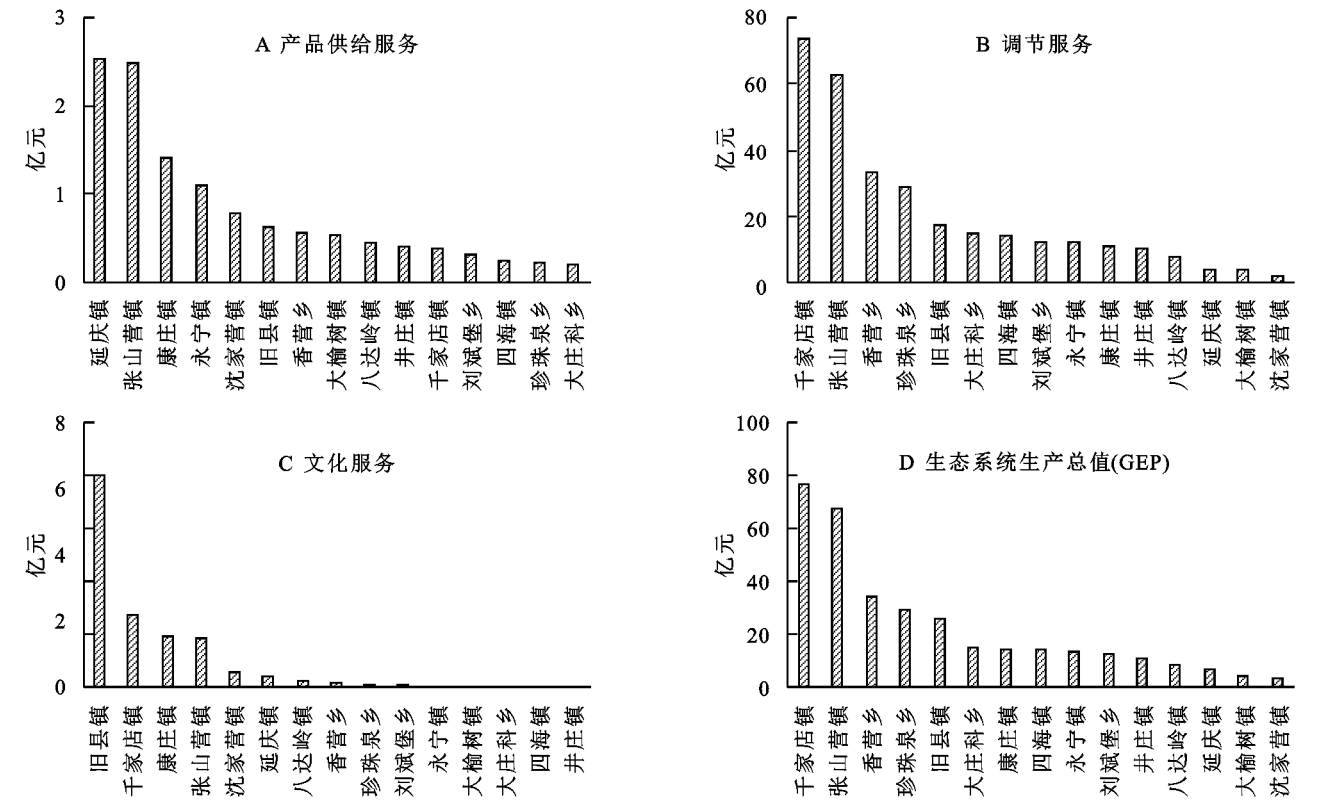 A 产品供给服务
亿元
3
2
1
0
延庆镇
张山营镇
康庄镇
永宁镇
沈家营镇
旧县镇
香营乡
大榆树镇
八达岭镇
井庄镇
千家店镇
刘斌堡乡
四海镇
珍珠泉乡
大庄科乡
B 调节服务
亿元
80
60
40
20
0
千家店镇
张山营镇
香营乡
珍珠泉乡
旧县镇
大庄科乡
四海镇
刘斌堡乡
永宁镇
康庄镇
井庄镇
八达岭镇
延庆镇
大榆树镇
沈家营镇
C 文化服务
亿元
8
6
4
2
0
旧县镇
千家店镇
康庄镇
张山营镇
沈家营镇
延庆镇
八达岭镇
香营乡
珍珠泉乡
刘斌堡乡
永宁镇
大榆树镇
大庄科乡
四海镇
井庄镇
D 生态系统生产总值(GEP)
亿元
100
80
60
40
20
0
千家店镇
张山营镇
香营乡
珍珠泉乡
旧县镇
大庄科乡
康庄镇
四海镇
永宁镇
刘斌堡乡
井庄镇
八达岭镇
延庆镇
大榆树镇
沈家营镇